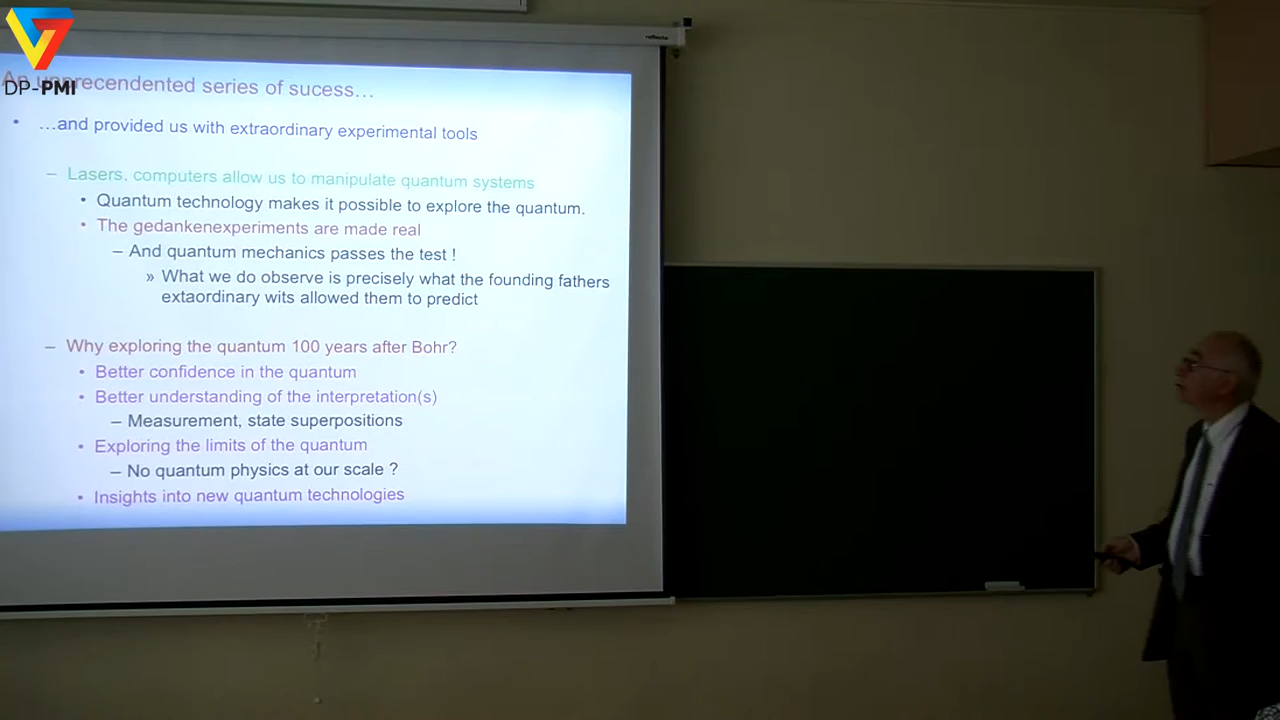 An unprecendented series of sucess…
DP-PMI
• …and provided us with extraordinary experimental tools
– Lasers, computers allow us to manipulate quantum systems
• Quantum technology makes it possible to explore the quantum.
• The gedankenexperiments are made real
– And quantum mechanics passes the test !
» What we do observe is precisely what the founding fathers
extaordinary wits allowed them to predict
– Why exploring the quantum 100 years after Bohr?
• Better confidence in the quantum
• Better understanding of the interpretation(s)
– Measurement, state superpositions
• Exploring the limits of the quantum
– No quantum physics at our scale ?
• Insights into new quantum technologies
reflecta